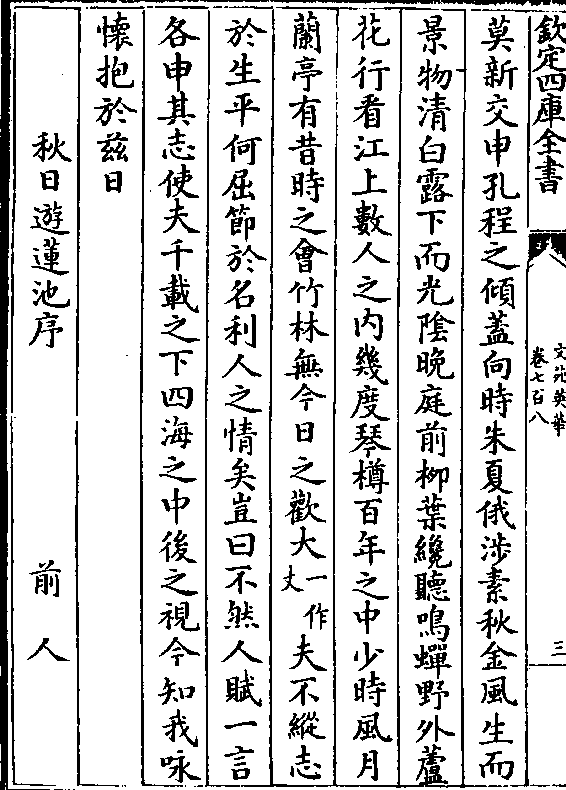 欽定四庫全書
文苑英華
卷七百八
三
莫新交申孔程之傾葢向時朱夏俄涉素秋金風生而
景物清白露下而光陰晚庭前柳葉纔聽鳴蟬野外蘆
花行看江上數人之内幾度琴樽百年之中少時風月
蘭亭有昔時之㑹竹林無今日之歡大一作丈夫不縱志
於生平何屈節於名利人之情矣豈曰不然人賦一言
各申其志使夫千載之下四海之中後之視今知我咏
懐抱於兹日
秋日遊蓮池序 前人